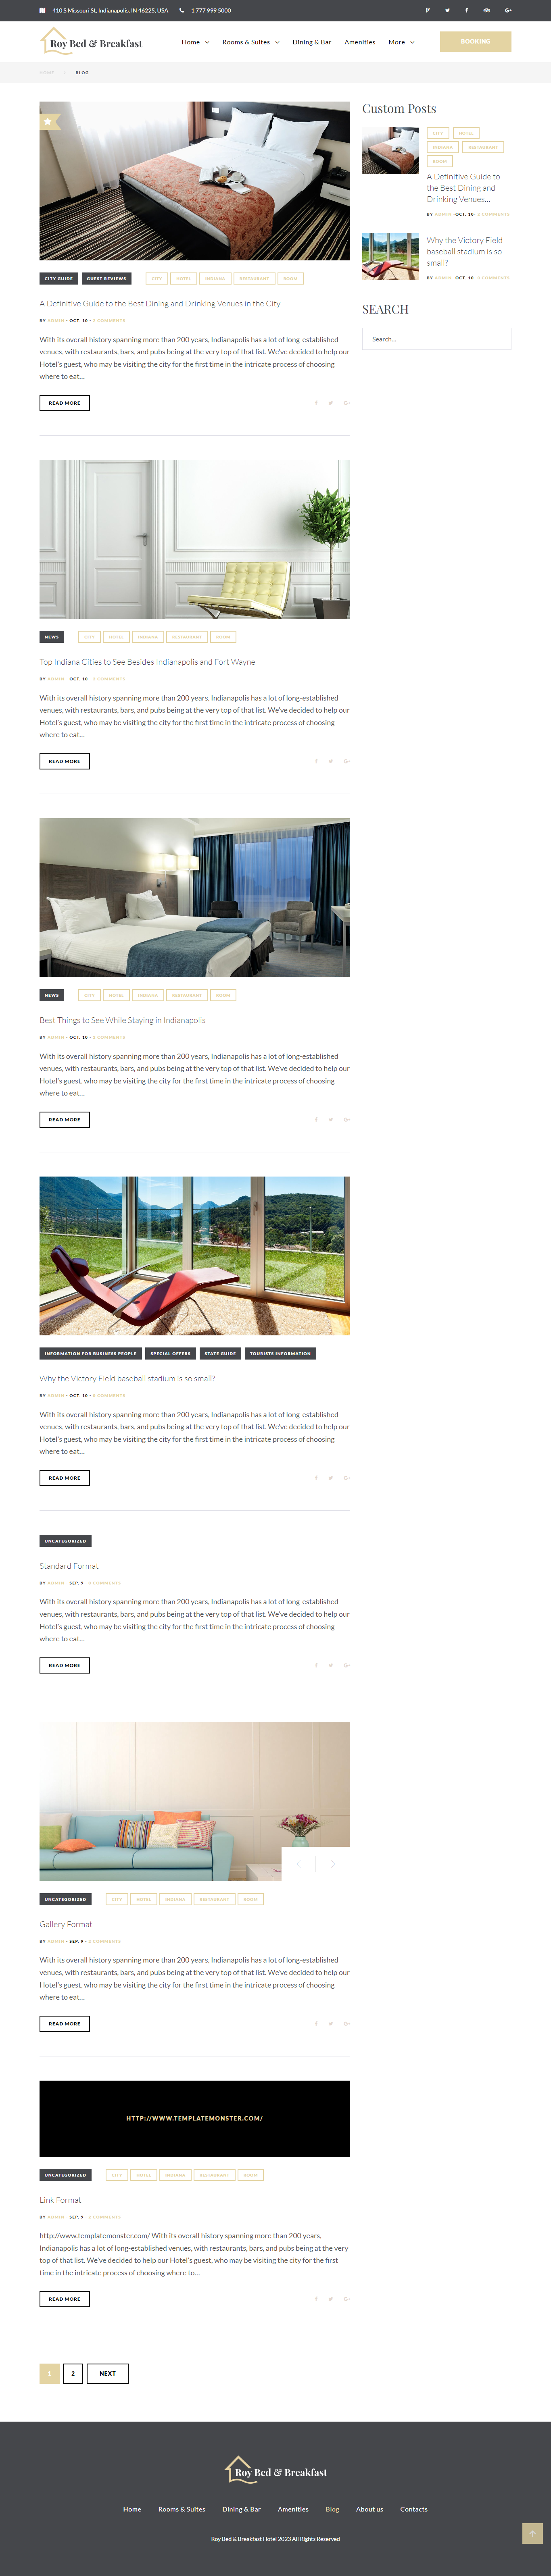 410 S Missouri St, Indianapolis, IN 46225, USA 1 777 999 5000
Roy Bed & Breakfast
Home Rooms & Suites Dining & Bar Amenities More
BOOKING
HOME BLOG
CITY GUIDE GUEST REVIEWS CITY HOTEL INDIANA RESTAURANT ROOM
A Definitive Guide to the Best Dining and Drinking Venues in the City
BY ADMIN - OCT. 10 - 2 COMMENTS
With its overall history spanning more than 200 years, Indianapolis has a lot of long-established
venues, with restaurants, bars, and pubs being at the very top of that list. We've decided to help our
Hotel's guest, who may be visiting the city for the first time in the intricate process of choosing
where to eat...
READ MORE
NEWS CITY HOTEL INDIANA RESTAURANT ROOM
Top Indiana Cities to See Besides Indianapolis and Fort Wayne
BY ADMIN - OCT. 10 - COMMENTS
With its overall history spanning more than 200 years, Indianapolis has a lot of long-established
venues, with restaurants, bars, and pubs being at the very top of that list. We've decided to help our
Hotel's guest, who may be visiting the city for the first time in the intricate process of choosing
where to eat...
READ MORE
NEWS CITY HOTEL INDIANA RESTAURANT ROOM
Best Things to See While Staying in Indianapolis
BY ADMIN - OCT. 10 - COMMENTS
With its overall history spanning more than 200 years, Indianapolis has a lot of long-established
venues, with restaurants, bars, and pubs being at the very top of that list. We've decided to help our
Hotel's guest, who may be visiting the city for the first time in the intricate process of choosing
where to eat...
READ MORE
INFORMATION FOR BUSINESS PEOPLE SPECIAL OFFERS STATE GUIDE TOURISTS INFORMATION
Why the Victory Field baseball stadium is so small?
BY ADMIN - OCT. 10 - 0 COMMENTS
With its overall history spanning more than 200 years, Indianapolis has a lot of long-established
venues, with restaurants, bars, and pubs being at the very top of that list. We've decided to help our
Hotel's guest, who may be visiting the city for the first time in the intricate process of choosing
where to eat...
READ MORE
UNCATEGORIZED
Standard Format
BY ADMIN - SEP. 9 - 0 COMMENTS
With its overall history spanning more than 200 years, Indianapolis has a lot of long-established
venues, with restaurants, bars, and pubs being at the very top of that list. We've decided to help our
Hotel's guest, who may be visiting the city for the first time in the intricate process of choosing
where to eat...
READ MORE
UNCATEGORIZED CITY HOTEL INDIANA RESTAURANT ROOM
Gallery Format
BY ADMIN - SEP. 9 - COMMENTS
With its overall history spanning more than 200 years, Indianapolis has a lot of long-established
venues, with restaurants, bars, and pubs being at the very top of that list. We've decided to help our
Hotel's guest, who may be visiting the city for the first time in the intricate process of choosing
where to eat...
READ MORE
HTTP://WWW.TEMPLATEMONSTER.COM/
UNCATEGORIZED CITY HOTEL INDIANA RESTAURANT ROOM
Link Format
BY ADMIN - SEP. 9 - COMMENTS
http://www.templatemonster.com/ With its overall history spanning more than 200 years,
Indianapolis has a lot of long-established venues, with restaurants, bars, and pubs being at the very
top of that list. We've decided to help our Hotel's guest, who may be visiting the city for the first
time in the intricate process of choosing where to...
READ MORE
1 2 NEXT
Custom Posts
CITY HOTEL
INDIANA RESTAURANT
ROOM
A Definitive Guide to
the Best Dining and
Drinking Venues...
BY ADMIN -OCT. 10- 2 COMMENTS
Why the Victory Field
baseball stadium is so
small?
BY ADMIN -OCT. 10- 0 COMMENTS
SEARCH
Search...
Roy Bed & Breakfast
Home Rooms & Suites Dining & Bar Amenities Blog About us Contacts
Roy Bed & Breakfast Hotel 2023 All Rights Reserved